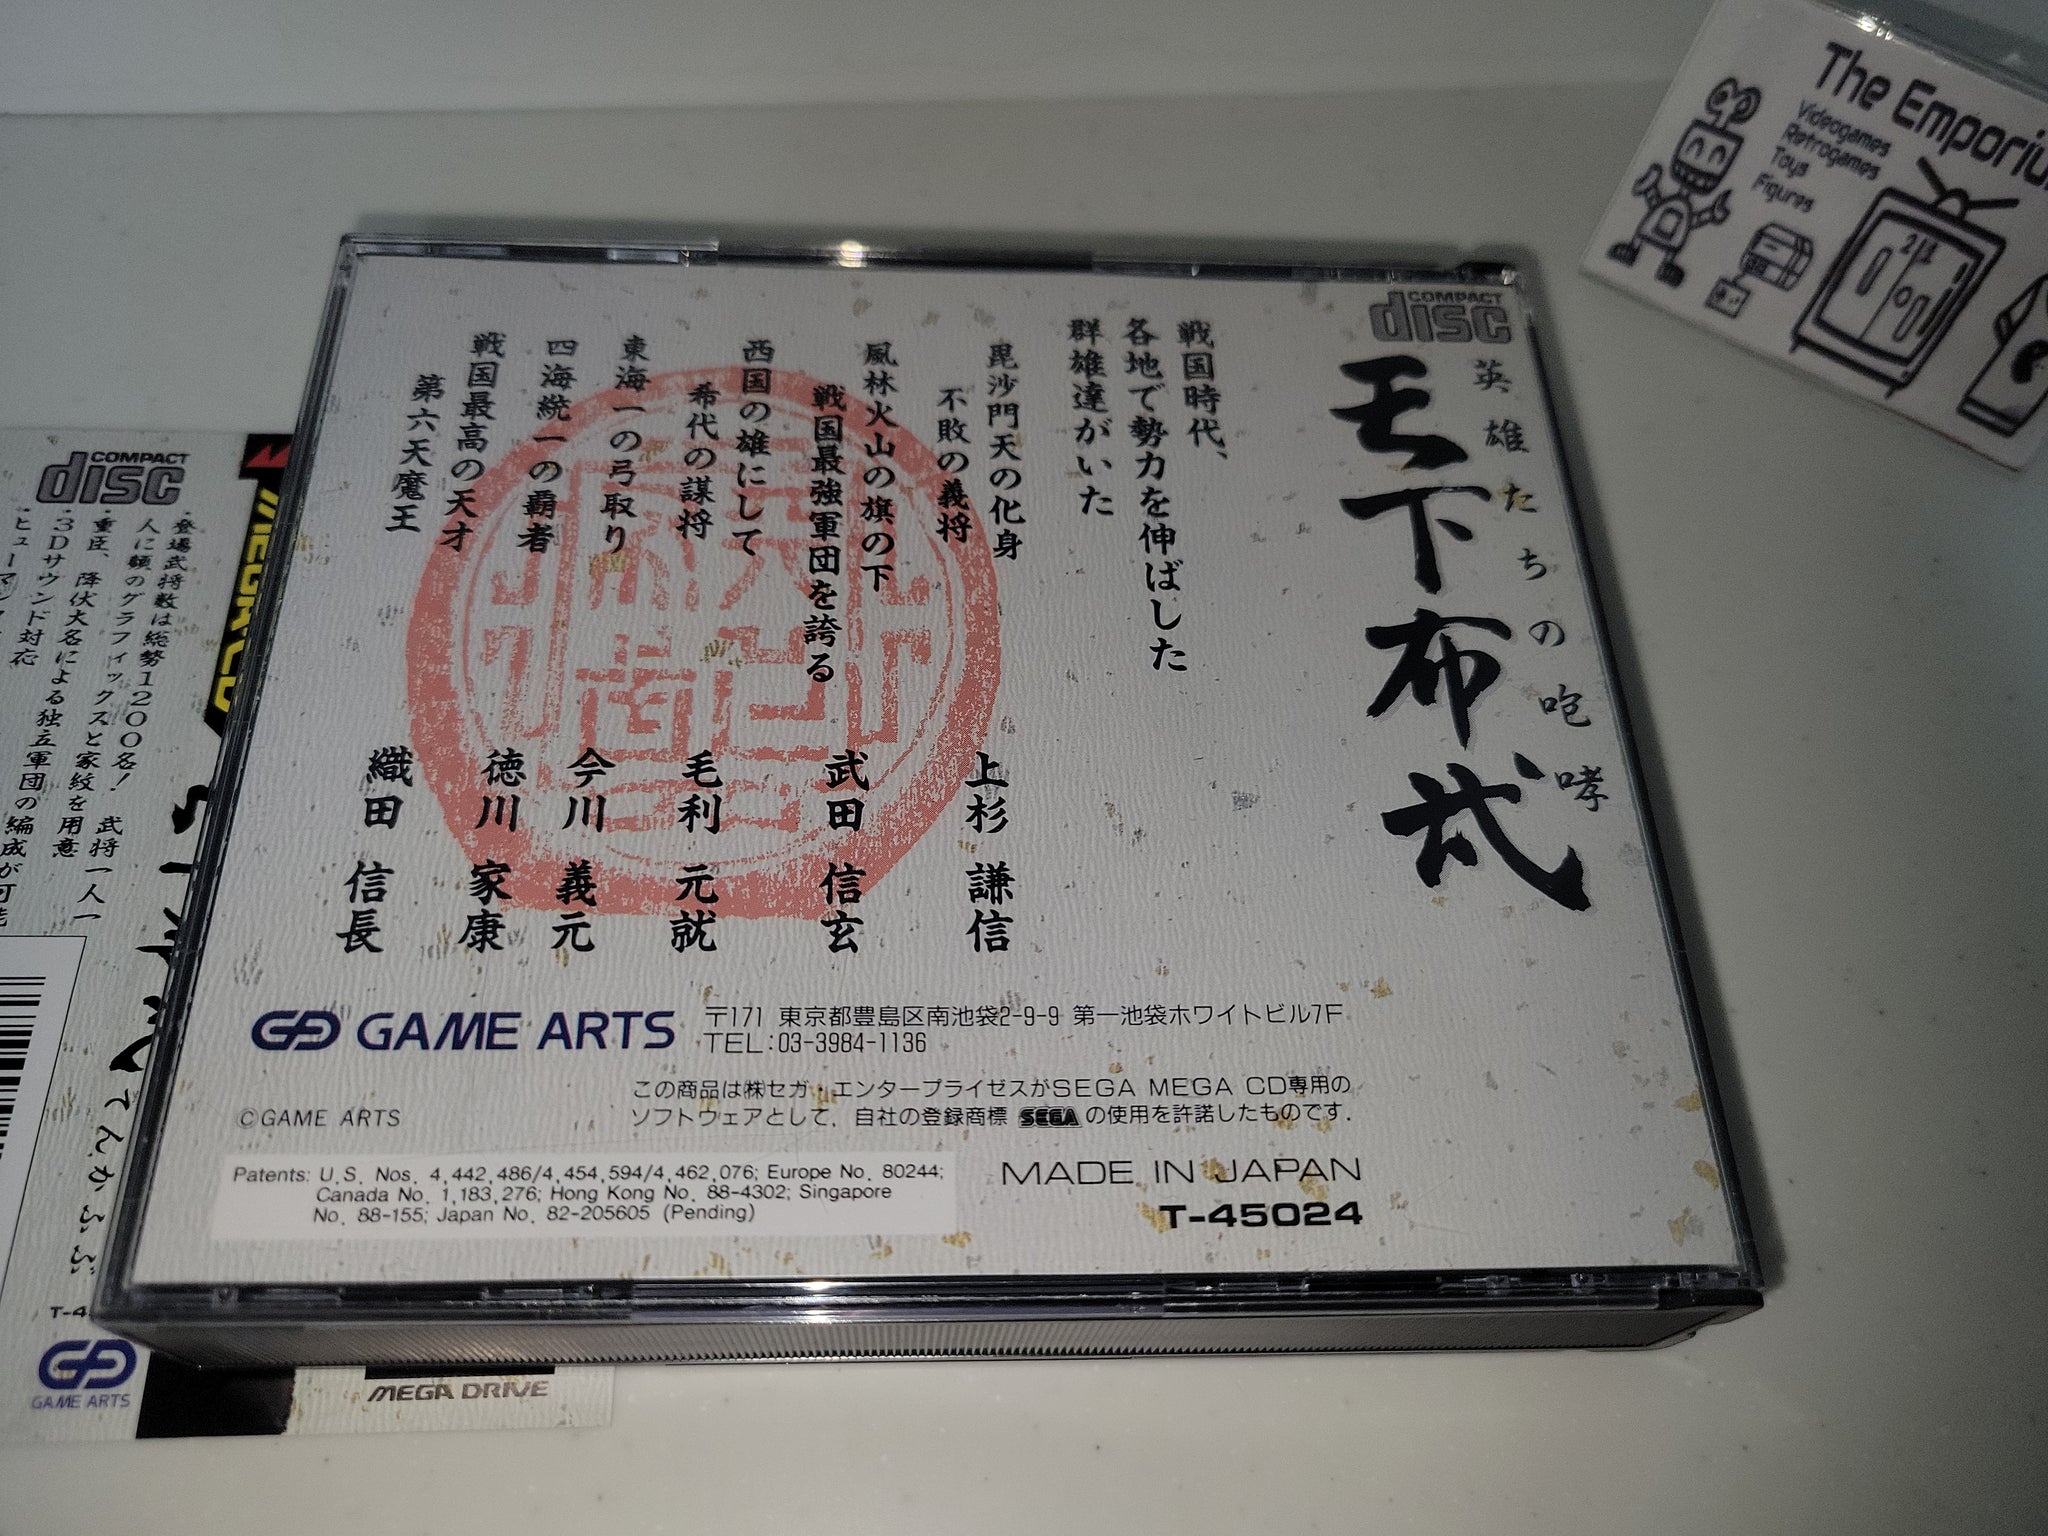 COMPACT
disc
英雄たちの咆哮
天下布武
戦国時代、
各地で勢力を伸ばした
群雄達がいた
毘沙門天の化身
不敗の義将
上杉 謙信
風林火山の旗の下
戦国最強軍団を誇る
武田 信玄
西国の雄にして
希代の謀将
毛利 元就
東海一の弓取り
今川 義元
四海統一の覇者
徳川 家康
戦国最高の天才
第六天魔王
織田 信長
GAME ARTS
〒171 東京都豊島区南池袋2-9-9 第一池袋ホワイトビル7F
TEL:03-3984-1136
この商品は㈱セガ・エンタープライゼスがSEGA MEGA CD専用の
ソフトウェアとして、自社の登録商標 SEGA の使用を許諾したものです.
©GAME ARTS
Patents: U.S. Nos. 4,442,486/4,454,594/4,462,076; Europe No. 80244;
Canada No. 1,183,276; Hong Kong No. 88-4302; Singapore
No. 88-155; Japan No. 82-205605 (Pending)
MADE IN JAPAN
T-45024
COMPACT
disc
MEGA-CD
・登場武将数は総勢1200名! 武将一人一
人に顔のグラフィックスと家紋を用意
・重臣、降伏大名による独立軍団の編成が可能
・3Dサウンド対応
てんかふぶ
GAME ARTS
MEGA DRIVE
The Emporium
Videogames
Retrogames
Toys
Figures